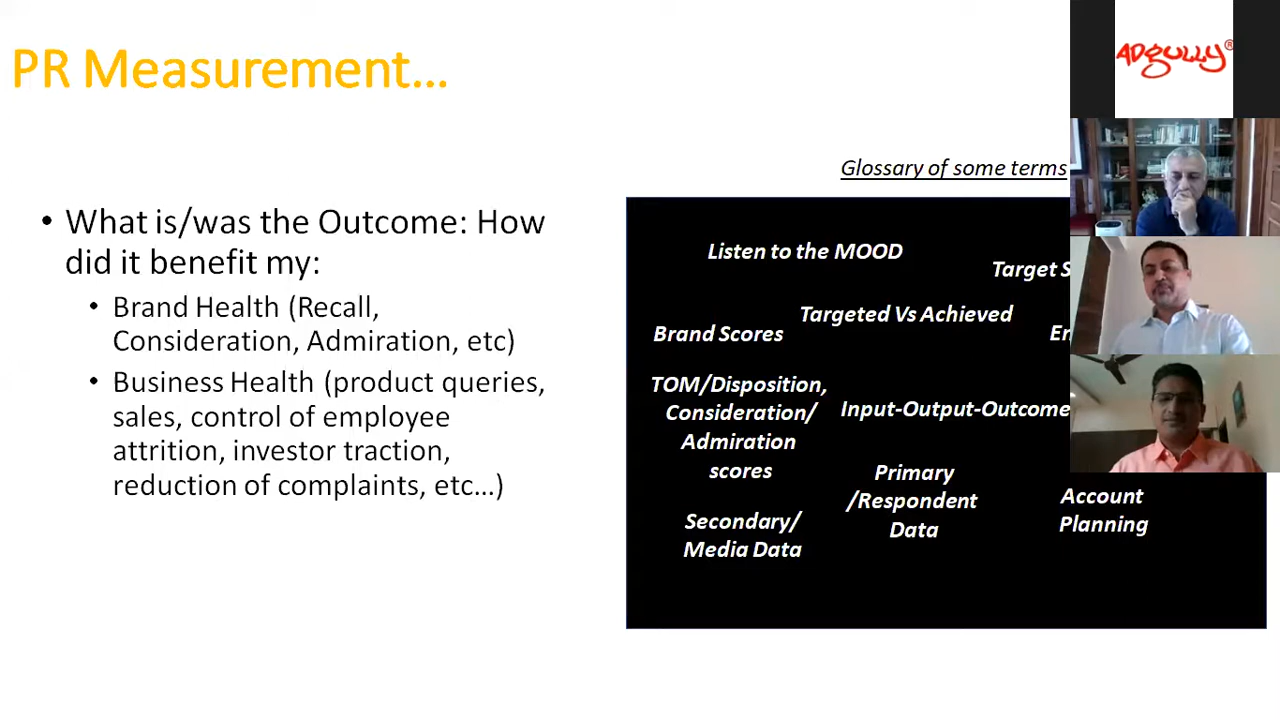 PR Measurement...
ADGULLY®
Glossary of some terms
• What is/was the Outcome: How
did it benefit my:
• Brand Health (Recall,
Consideration, Admiration, etc)
• Business Health (product queries,
sales, control of employee
attrition, investor traction,
reduction of complaints, etc...)
Listen to the MOOD
Target
Targeted Vs Achieved
Brand Scores
TOM/Disposition,
Consideration/
Admiration
scores
Input-Output-Outcome
Primary
/Respondent
Data
Secondary/
Media Data
Account
Planning